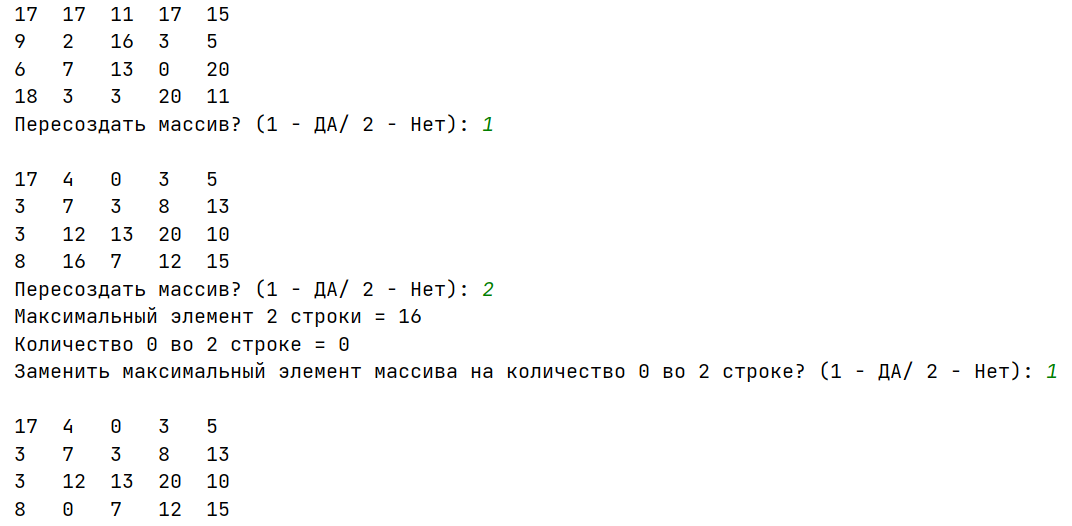 17 17 11 17 15
9 2 16 3 5
6 7 13 0 20
18 3 3 20 11
Пересоздать массив? (1 - ДА/ 2 - Нет): 1
17 4 0 3 5
3 7 3 8 13
3 12 13 20 10
8 16 7 12 15
Пересоздать массив? (1 - ДА/ 2 - Нет): 2
Максимальный элемент 2 строки = 16
Количество 0 во 2 строке = 0
Заменить максимальный элемент массива на количество 0 во 2 строке? (1 - ДА/ 2 - Нет): 1
17 4 0 3 5
3 7 3 8 13
3 12 13 20 10
8 0 7 12 15